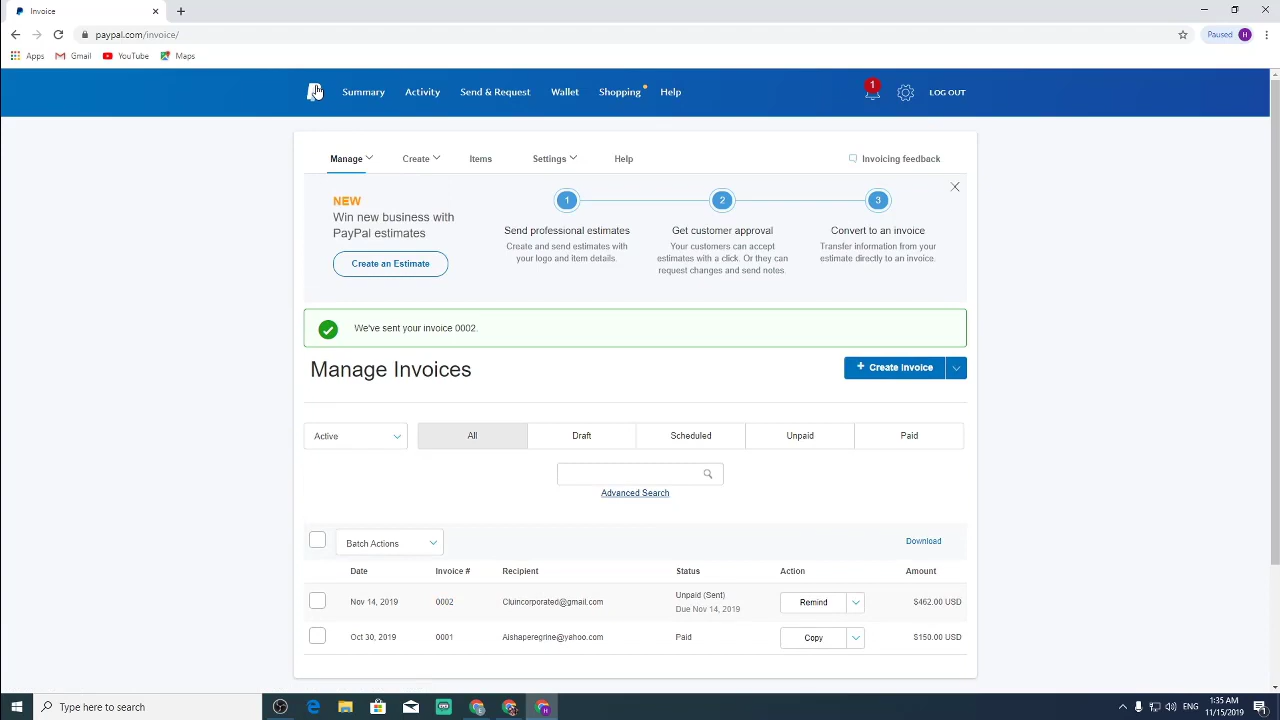 Invoice
paypal.com/invoice/
Paused H
Apps Gmail YouTube Maps
Summary Activity Send & Request Wallet Shopping Help 1 LOG OUT
Manage Create Items Settings Help Invoicing feedback
NEW
Win new business with
PayPal estimates
Create an Estimate
1
Send professional estimates
Create and send estimates with
your logo and item details.
2
Get customer approval
Your customers can accept
estimates with a click. Or they can
request changes and send notes.
3
Convert to an invoice
Transfer information from your
estimate directly to an invoice.
We've sent your invoice 0002.
Manage Invoices
+ Create Invoice
Active All Draft Scheduled Unpaid Paid
Advanced Search
Batch Actions Download
Date Invoice # Recipient Status Action Amount
Nov 14, 2019 0002 Cluincorporated@gmail.com Unpaid (Sent) Remind $462.00 USD
Due Nov 14, 2019
Oct 30, 2019 0001 Aishaperegrine@yahoo.com Paid Copy $150.00 USD
Type here to search
1:35 AM
11/15/2019